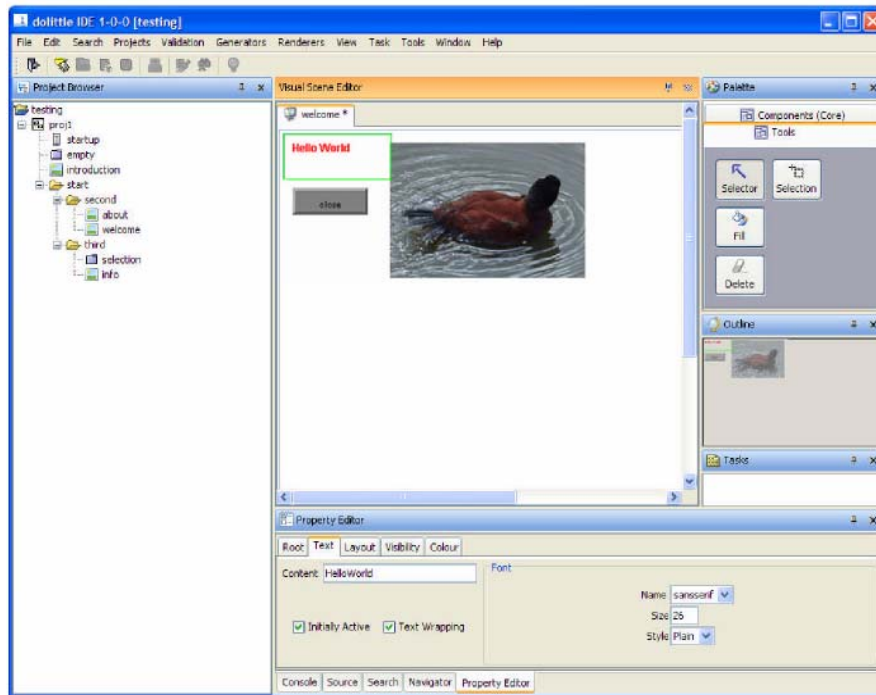 dolittle IDE 1-0-0 [testing]
File Edit Search Projects Validation Generators Renderers View Task Tools Window Help
Project Browser
testing
proj1
startup
empty
introduction
start
second
about
welcome
third
selection
info
Visual Scene Editor
welcome *
Hello World
close
Palette
Components (Core)
Tools
Selector
Selection
Fill
Delete
Outline
Tasks
Property Editor
Root Text Layout Visibility Colour
Content HelloWorld
Initially Active Text Wrapping
Font
Name sansserif
Size 26
Style Plain
Console Source Search Navigator Property Editor